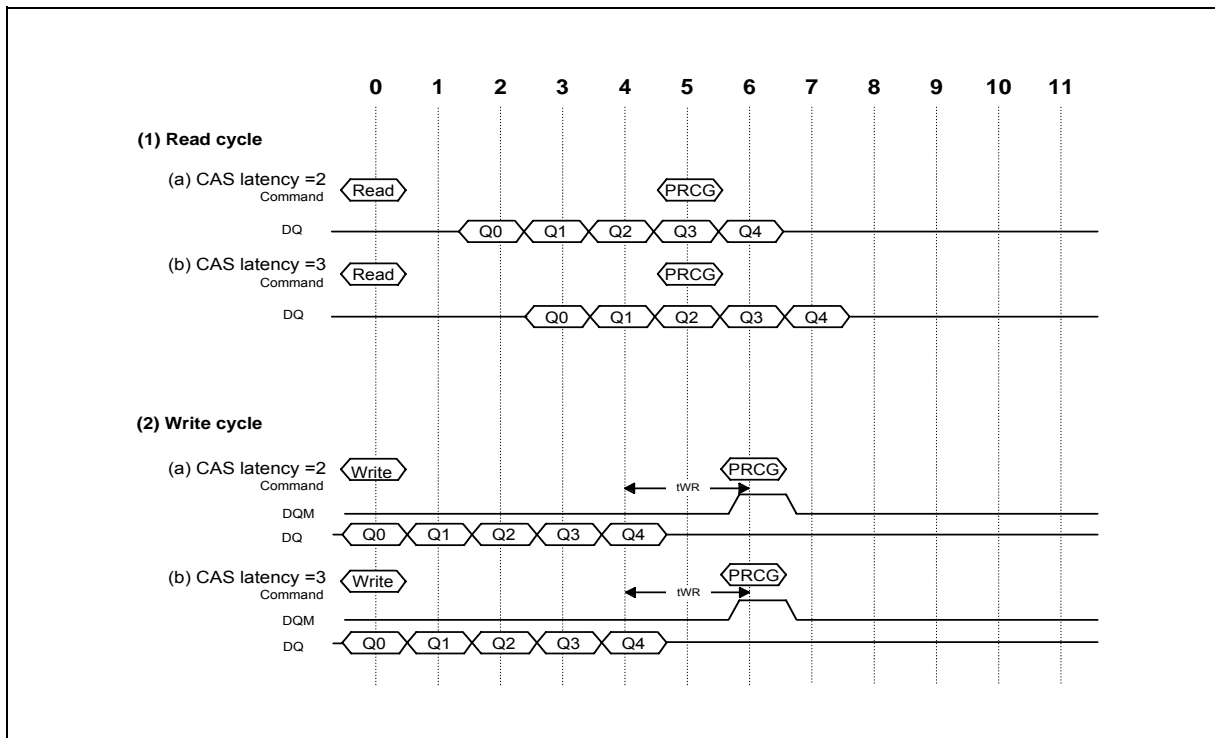 0 1 2 3 4 5 6 7 8 9 10 11
(1) Read cycle
(a) CAS latency =2
Command
Read PRCG
DQ
Q0 Q1 Q2 Q3 Q4
(b) CAS latency =3
Command
Read PRCG
DQ
Q0 Q1 Q2 Q3 Q4
(2) Write cycle
(a) CAS latency =2
Command
Write PRCG
tWR
DQM
DQ
Q0 Q1 Q2 Q3 Q4
(b) CAS latency =3
Command
Write PRCG
tWR
DQM
DQ
Q0 Q1 Q2 Q3 Q4